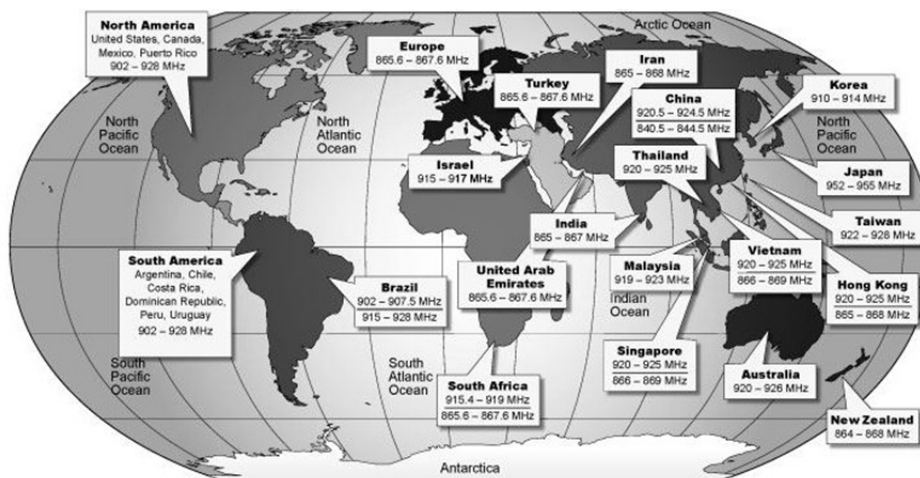 Arctic Ocean
North America
United States, Canada,
Mexico, Puerto Rico
902 – 928 MHz
Europe
865.6 – 867.6 MHz
Turkey
865.6 – 867.6 MHz
Iran
865 – 868 MHz
China
920.5 – 924.5 MHz
840.5 – 844.5 MHz
Korea
910 – 914 MHz
North
Pacific
Ocean
North
Atlantic
Ocean
North
Pacific
Ocean
Israel
915 – 917 MHz
Thailand
920 – 925 MHz
Japan
952 – 955 MHz
India
865 – 867 MHz
Taiwan
922 – 928 MHz
South America
Argentina, Chile,
Costa Rica,
Dominican Republic,
Peru, Uruguay
902 – 928 MHz
Brazil
902 – 907.5 MHz
915 – 928 MHz
United Arab
Emirates
865.6 – 867.6 MHz
Malaysia
919 – 923 MHz
Indian
Ocean
Vietnam
920 – 925 MHz
866 – 869 MHz
Hong Kong
920 – 925 MHz
865 – 868 MHz
South
Pacific
Ocean
South
Atlantic
Ocean
South Africa
915.4 – 919 MHz
865.6 – 867.6 MHz
Singapore
920 – 925 MHz
866 – 869 MHz
Australia
920 – 926 MHz
New Zealand
864 – 868 MHz
Antarctica